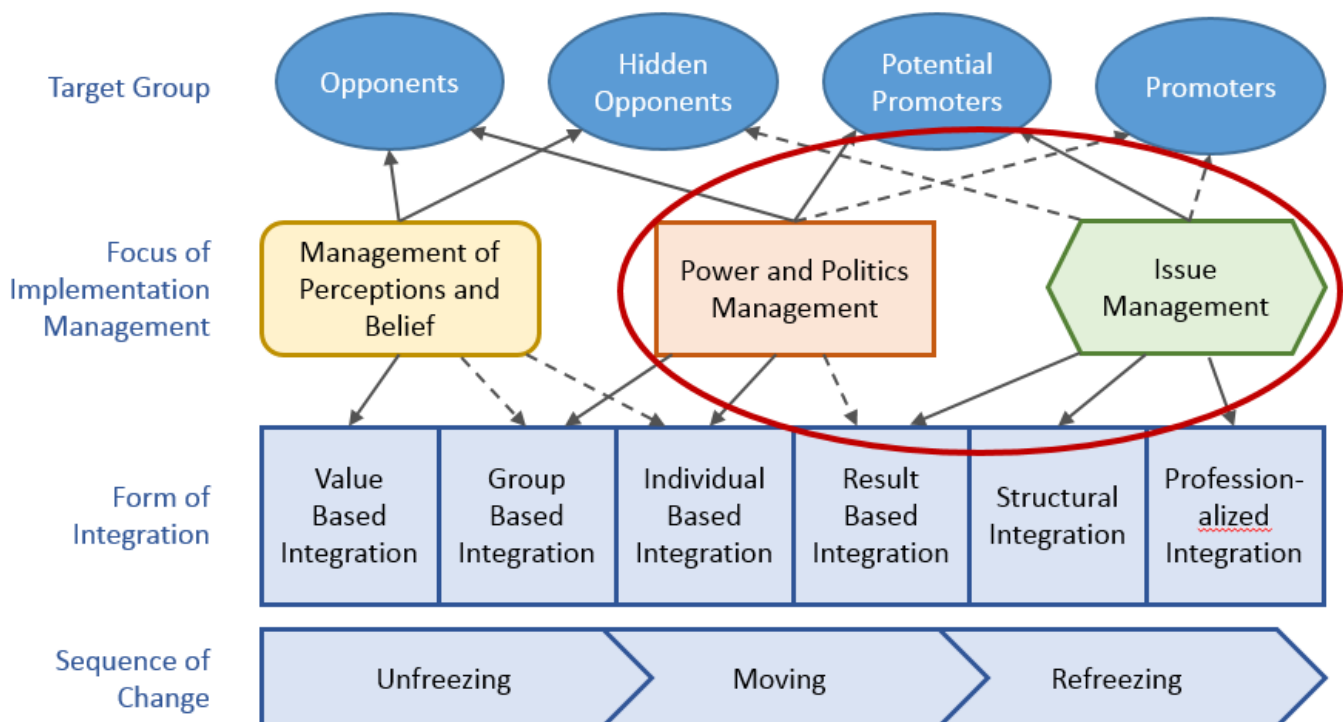 Target Group
Opponents
Hidden
Opponents
Potential
Promoters
Promoters
Focus of
Implementation
Management
Management of
Perceptions and
Belief
Power and Politics
Management
Issue
Management
Form of
Integration
Value
Based
Integration
Group
Based
Integration
Individual
Based
Integration
Result
Based
Integration
Structural
Integration
Profession-
alized
Integration
Sequence of
Change
Unfreezing
Moving
Refreezing